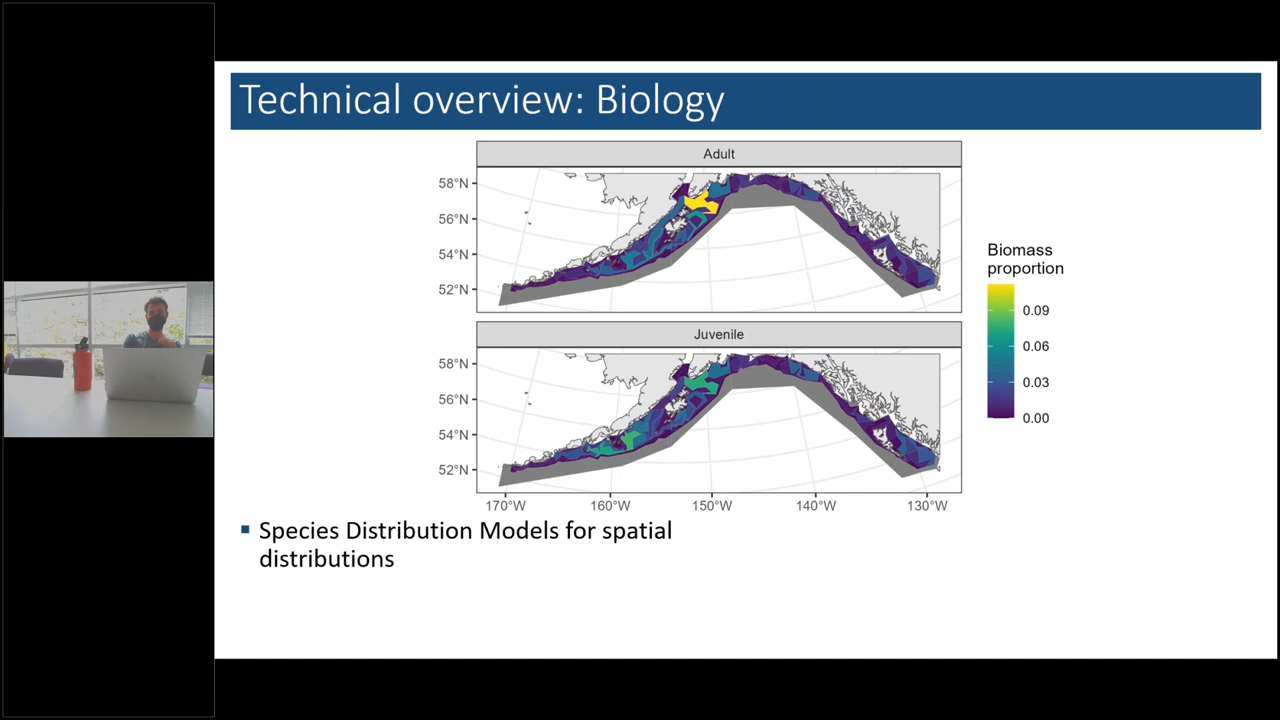 Technical overview: Biology
Adult
58°N
56°N
54°N
52°N
Juvenile
58°N
56°N
54°N
52°N
170°W 160°W 150°W 140°W 130°W
Biomass
proportion
0.09
0.06
0.03
0.00
▪ Species Distribution Models for spatial
distributions